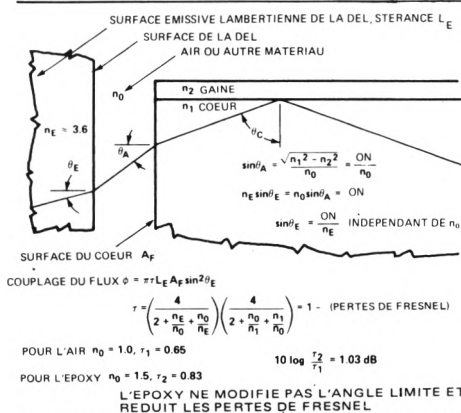 SURFACE EMISSIVE LAMBERTIENNE DE LA DEL, STERANCE L_E
SURFACE DE LA DEL
AIR OU AUTRE MATERIAU
n_0
n_2 GAINE
n_1 COEUR
n_E = 3.6
θ_A
θ_C
θ_E
sinθ_A = √(n_1² - n_2²) / n_0 = ON / n_0
n_E sinθ_E = n_0 sinθ_A = ON
sinθ_E = ON / n_E INDEPENDANT DE n_0
SURFACE DU COEUR A_F
COUPLAGE DU FLUX ϕ = πτL_E A_F sin²θ_E
τ = (4 / (2 + n_E/n_0 + n_0/n_E)) (4 / (2 + n_0/n_1 + n_1/n_0)) = 1 - (PERTES DE FRESNEL)
POUR L'AIR n_0 = 1.0, τ_1 = 0.65
10 log τ_2/τ_1 = 1.03 dB
POUR L'EPOXY n_0 = 1.5, τ_2 = 0.83
L'EPOXY NE MODIFIE PAS L'ANGLE LIMITE ET
REDUIT LES PERTES DE FRESNEL